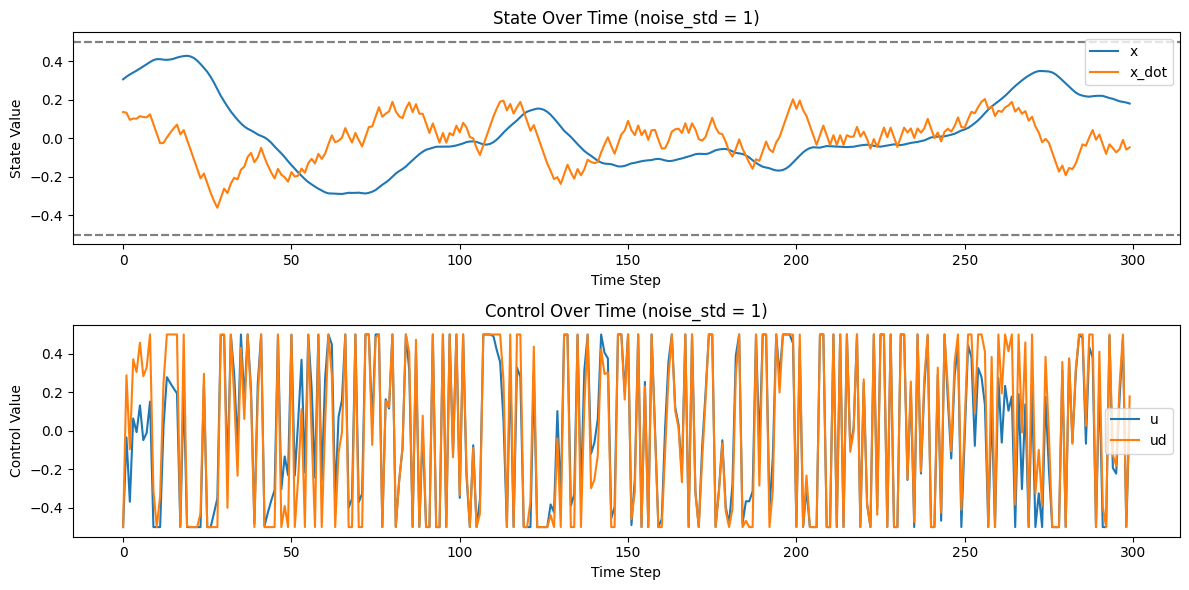 State Over Time (noise_std = 1)
State Value
0.4
0.2
0.0
−0.2
−0.4
x
x_dot
0 50 100 150 200 250 300
Time Step
Control Over Time (noise_std = 1)
Control Value
0.4
0.2
0.0
−0.2
−0.4
u
ud
0 50 100 150 200 250 300
Time Step